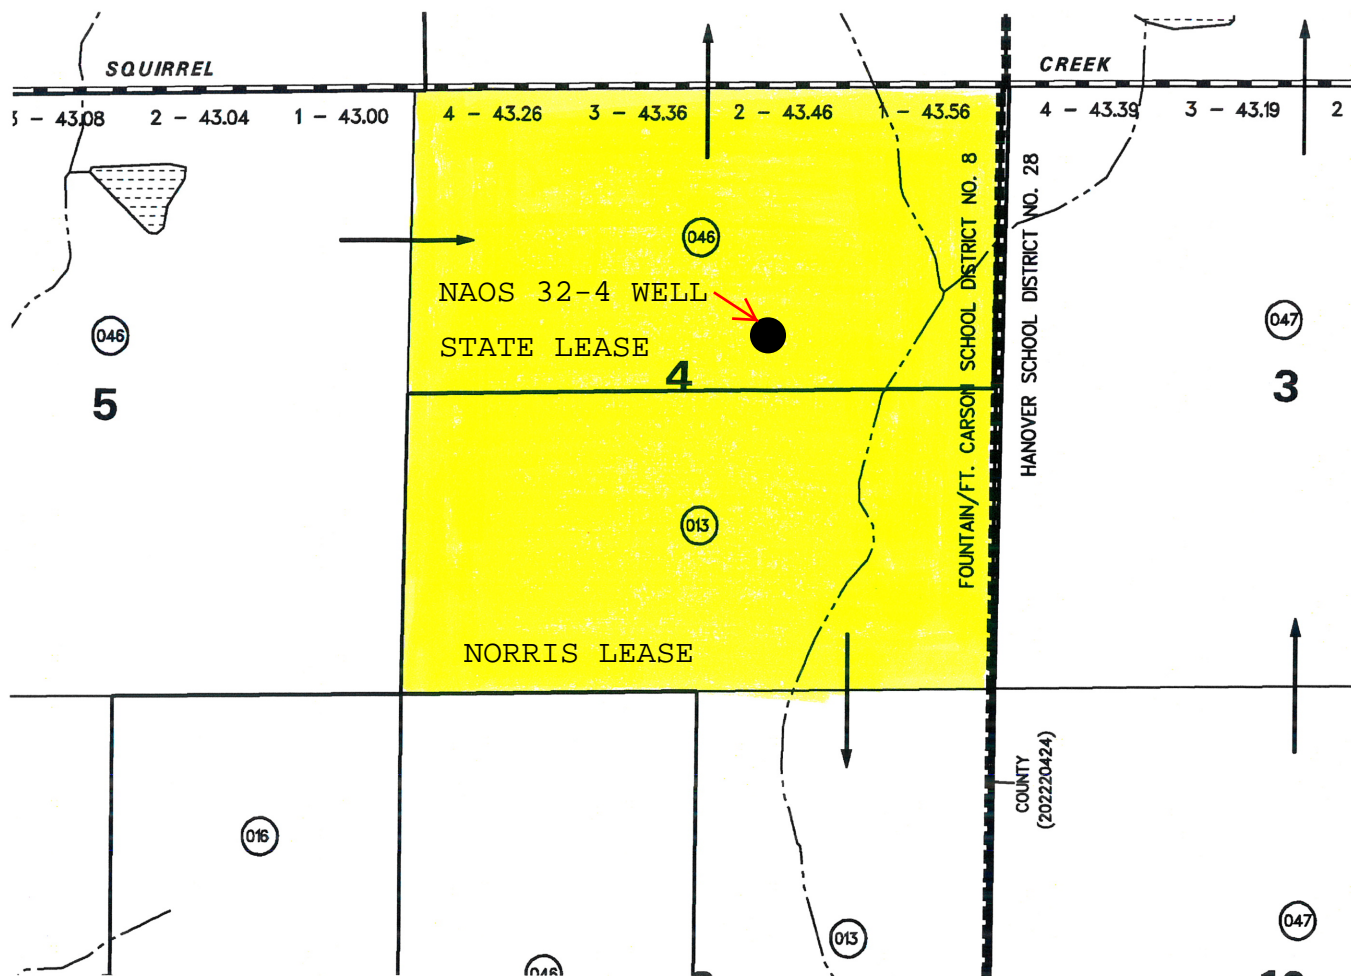 SQUIRREL CREEK
3 - 43.08 2 - 43.04 1 - 43.00 4 - 43.26 3 - 43.36 2 - 43.46 1 - 43.56 4 - 43.39 3 - 43.19 2
FOUNTAIN/FT. CARSON SCHOOL DISTRICT NO. 8
HANOVER SCHOOL DISTRICT NO. 28
046
NAOS 32-4 WELL
047
046
STATE LEASE
4
5
3
013
NORRIS LEASE
COUNTY
(202220424)
016
047
013
046